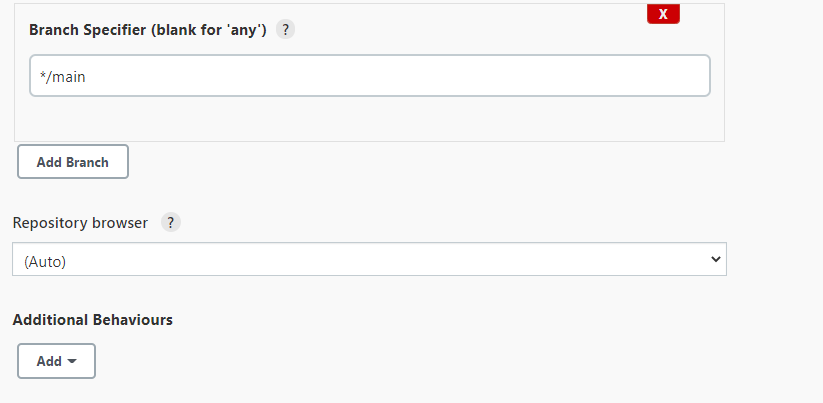 X
Branch Specifier (blank for 'any') ?
*/main
Add Branch
Repository browser ?
(Auto)
Additional Behaviours
Add